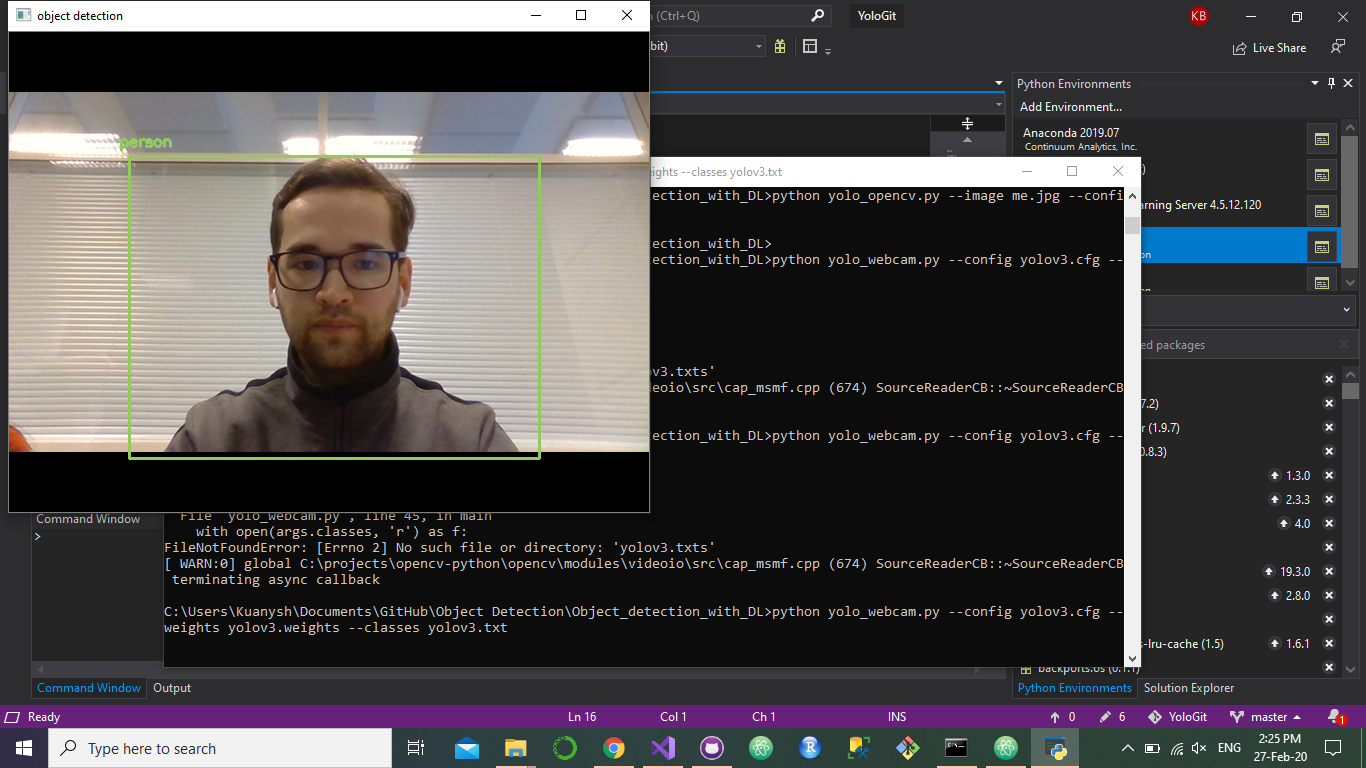 object detection
(Ctrl+Q)
YoloGit
KB
bit)
Live Share
person
Python Environments
Add Environment...
Anaconda 2019.07
Continuum Analytics, Inc.
)
arning Server 4.5.12.120
on
ed packages
7.2)
r (1.9.7)
0.8.3)
1.3.0
2.3.3
4.0
19.3.0
2.8.0
s-lru-cache (1.5)
1.6.1
backports.os (0.1.1)
eights --classes yolov3.txt
ection_with_DL>python yolo_opencv.py --image me.jpg --confi
ection_with_DL>
ection_with_DL>python yolo_webcam.py --config yolov3.cfg --
lov3.txts'
deoio\src\cap_msmf.cpp (674) SourceReaderCB::~SourceReaderCB
ection_with_DL>python yolo_webcam.py --config yolov3.cfg --
File "yolo_webcam.py", line 45, in main
with open(args.classes, 'r') as f:
FileNotFoundError: [Errno 2] No such file or directory: 'yolov3.txts'
[ WARN:0] global C:\projects\opencv-python\opencv\modules\videoio\src\cap_msmf.cpp (674) SourceReaderCB::~SourceReaderCB
terminating async callback
C:\Users\Kuanysh\Documents\GitHub\Object Detection\Object_detection_with_DL>python yolo_webcam.py --config yolov3.cfg --
weights yolov3.weights --classes yolov3.txt
Command Window
>
Command Window Output
Python Environments Solution Explorer
Ready Ln 16 Col 1 Ch 1 INS 0 6 YoloGit master 1
Type here to search
R
ENG
2:25 PM
27-Feb-20